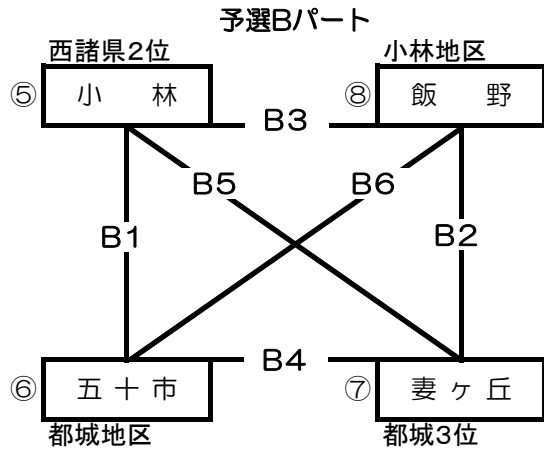 予選Bパート
西諸県2位
小林地区
⑤ 小 林
⑧ 飯 野
B3
B5
B6
B1
B2
B4
⑥ 五十市
⑦ 妻ヶ丘
都城地区
都城3位